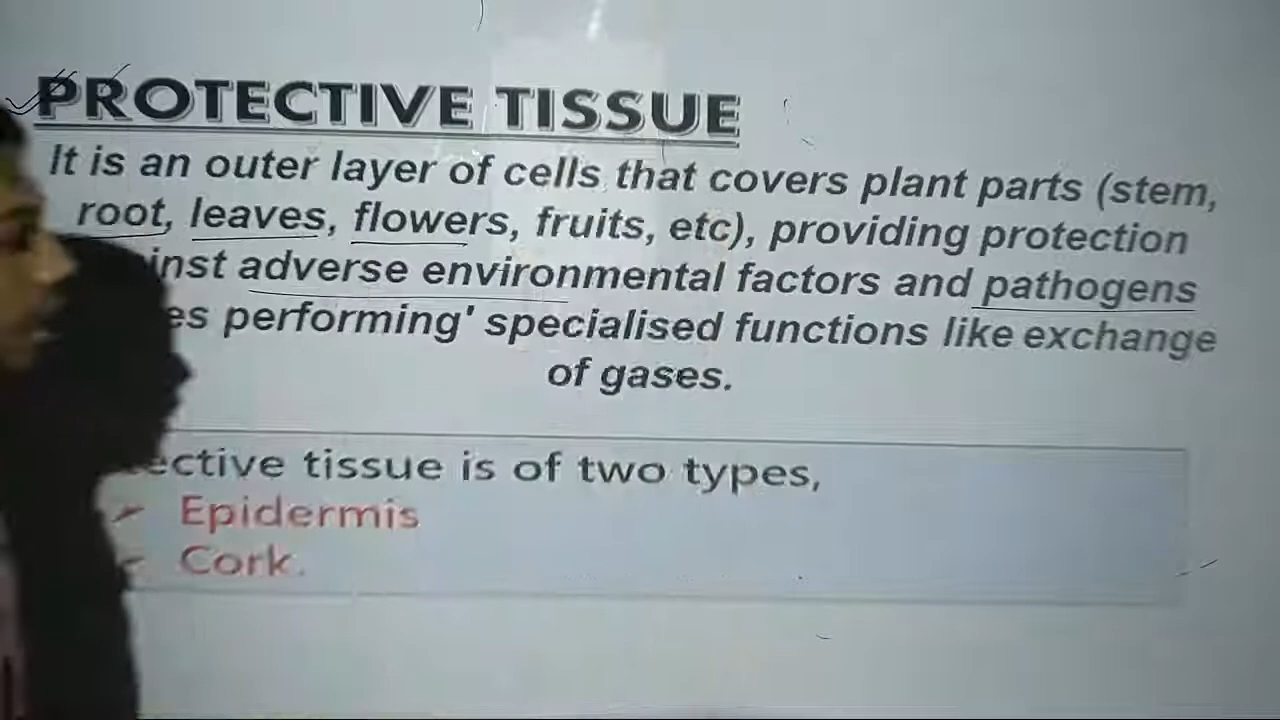 PROTECTIVE TISSUE
It is an outer layer of cells that covers plant parts (stem,
root, leaves, flowers, fruits, etc), providing protection
inst adverse environmental factors and pathogens
es performing' specialised functions like exchange
of gases.
ective tissue is of two types,
➢ Epidermis
➢ Cork.